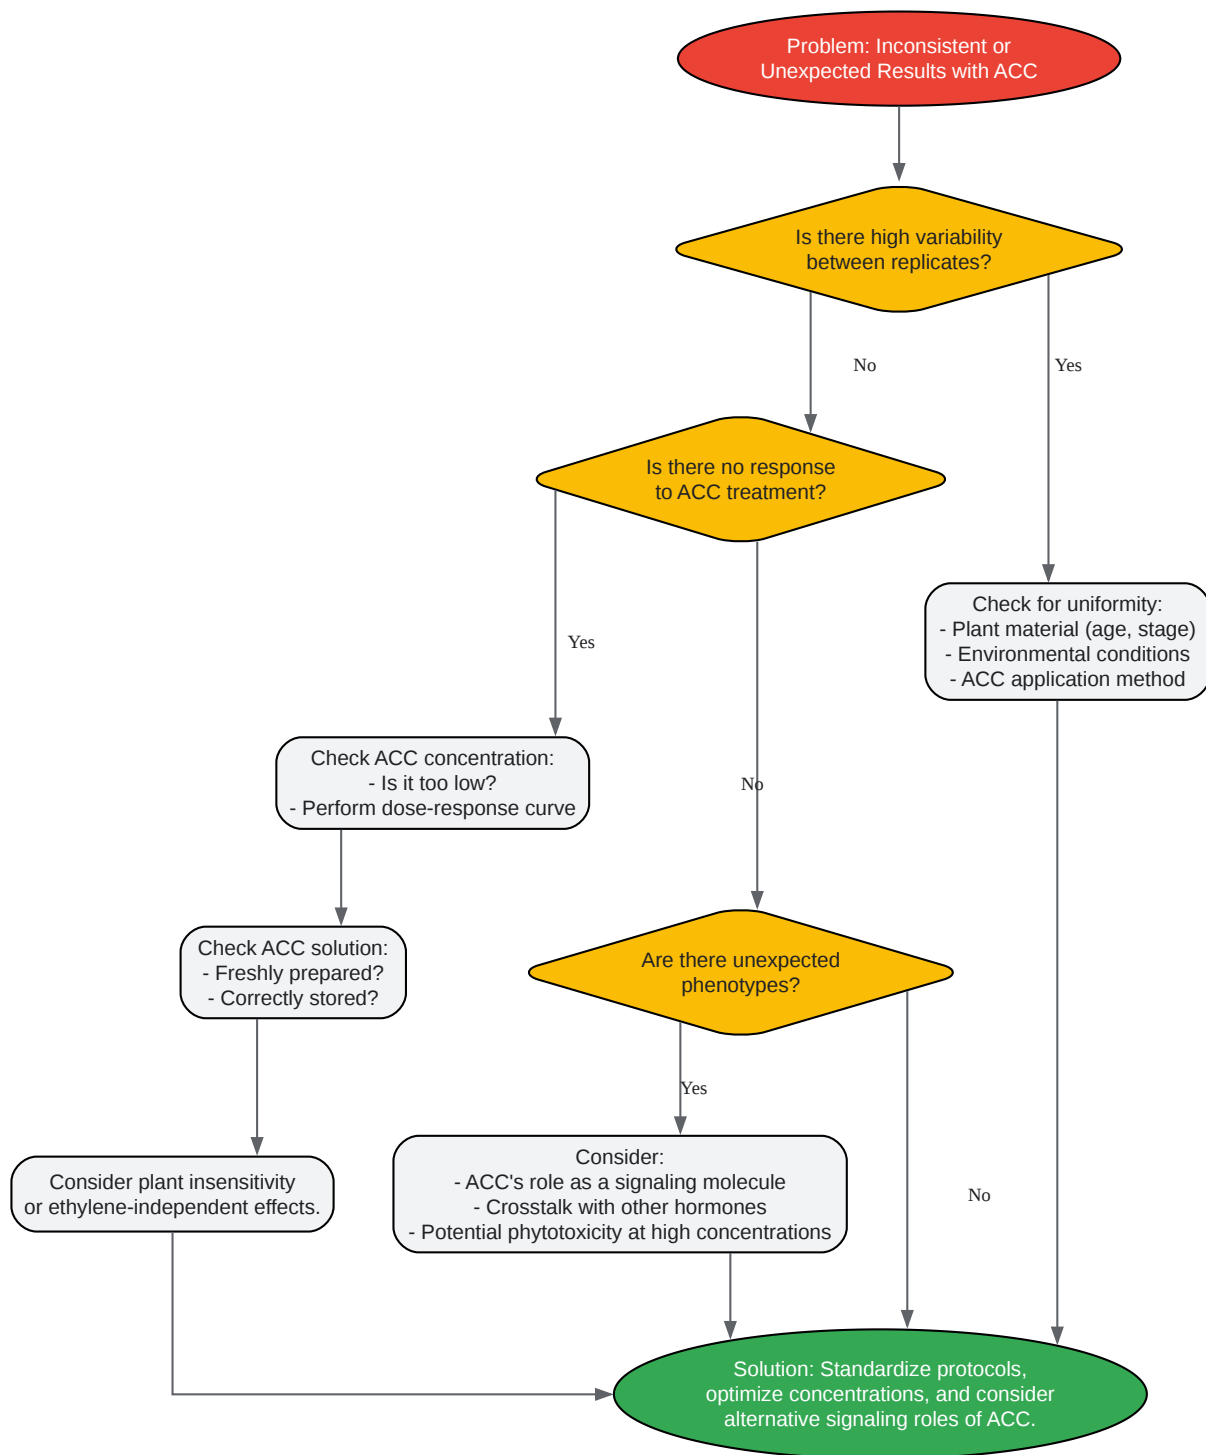 Problem: Inconsistent or
Unexpected Results with ACC
Is there high variability
between replicates?
No
Yes
Is there no response
to ACC treatment?
Check for uniformity:
- Plant material (age, stage)
- Environmental conditions
- ACC application method
Yes
Check ACC concentration:
- Is it too low?
- Perform dose-response curve
No
Check ACC solution:
- Freshly prepared?
- Correctly stored?
Are there unexpected
phenotypes?
Yes
Consider plant insensitivity
or ethylene-independent effects.
Consider:
- ACC's role as a signaling molecule
- Crosstalk with other hormones
- Potential phytotoxicity at high concentrations
No
Solution: Standardize protocols,
optimize concentrations, and consider
alternative signaling roles of ACC.